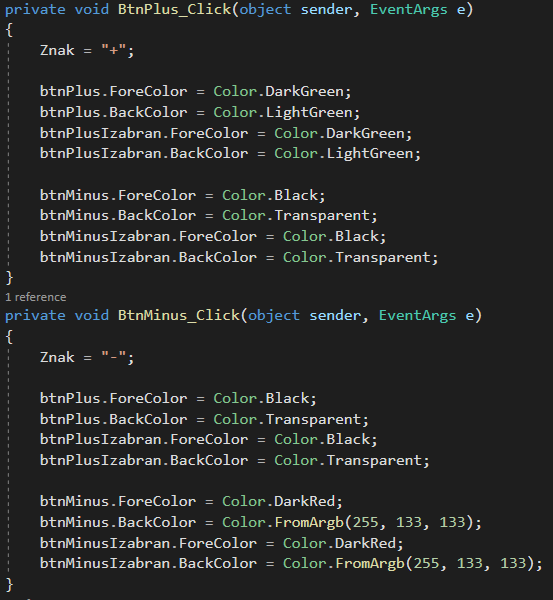 private void BtnPlus_Click(object sender, EventArgs e)
{
    Znak = "+";

    btnPlus.ForeColor = Color.DarkGreen;
    btnPlus.BackColor = Color.LightGreen;
    btnPlusIzabran.ForeColor = Color.DarkGreen;
    btnPlusIzabran.BackColor = Color.LightGreen;

    btnMinus.ForeColor = Color.Black;
    btnMinus.BackColor = Color.Transparent;
    btnMinusIzabran.ForeColor = Color.Black;
    btnMinusIzabran.BackColor = Color.Transparent;
}
1 reference
private void BtnMinus_Click(object sender, EventArgs e)
{
    Znak = "-";

    btnPlus.ForeColor = Color.Black;
    btnPlus.BackColor = Color.Transparent;
    btnPlusIzabran.ForeColor = Color.Black;
    btnPlusIzabran.BackColor = Color.Transparent;

    btnMinus.ForeColor = Color.DarkRed;
    btnMinus.BackColor = Color.FromArgb(255, 133, 133);
    btnMinusIzabran.ForeColor = Color.DarkRed;
    btnMinusIzabran.BackColor = Color.FromArgb(255, 133, 133);
}